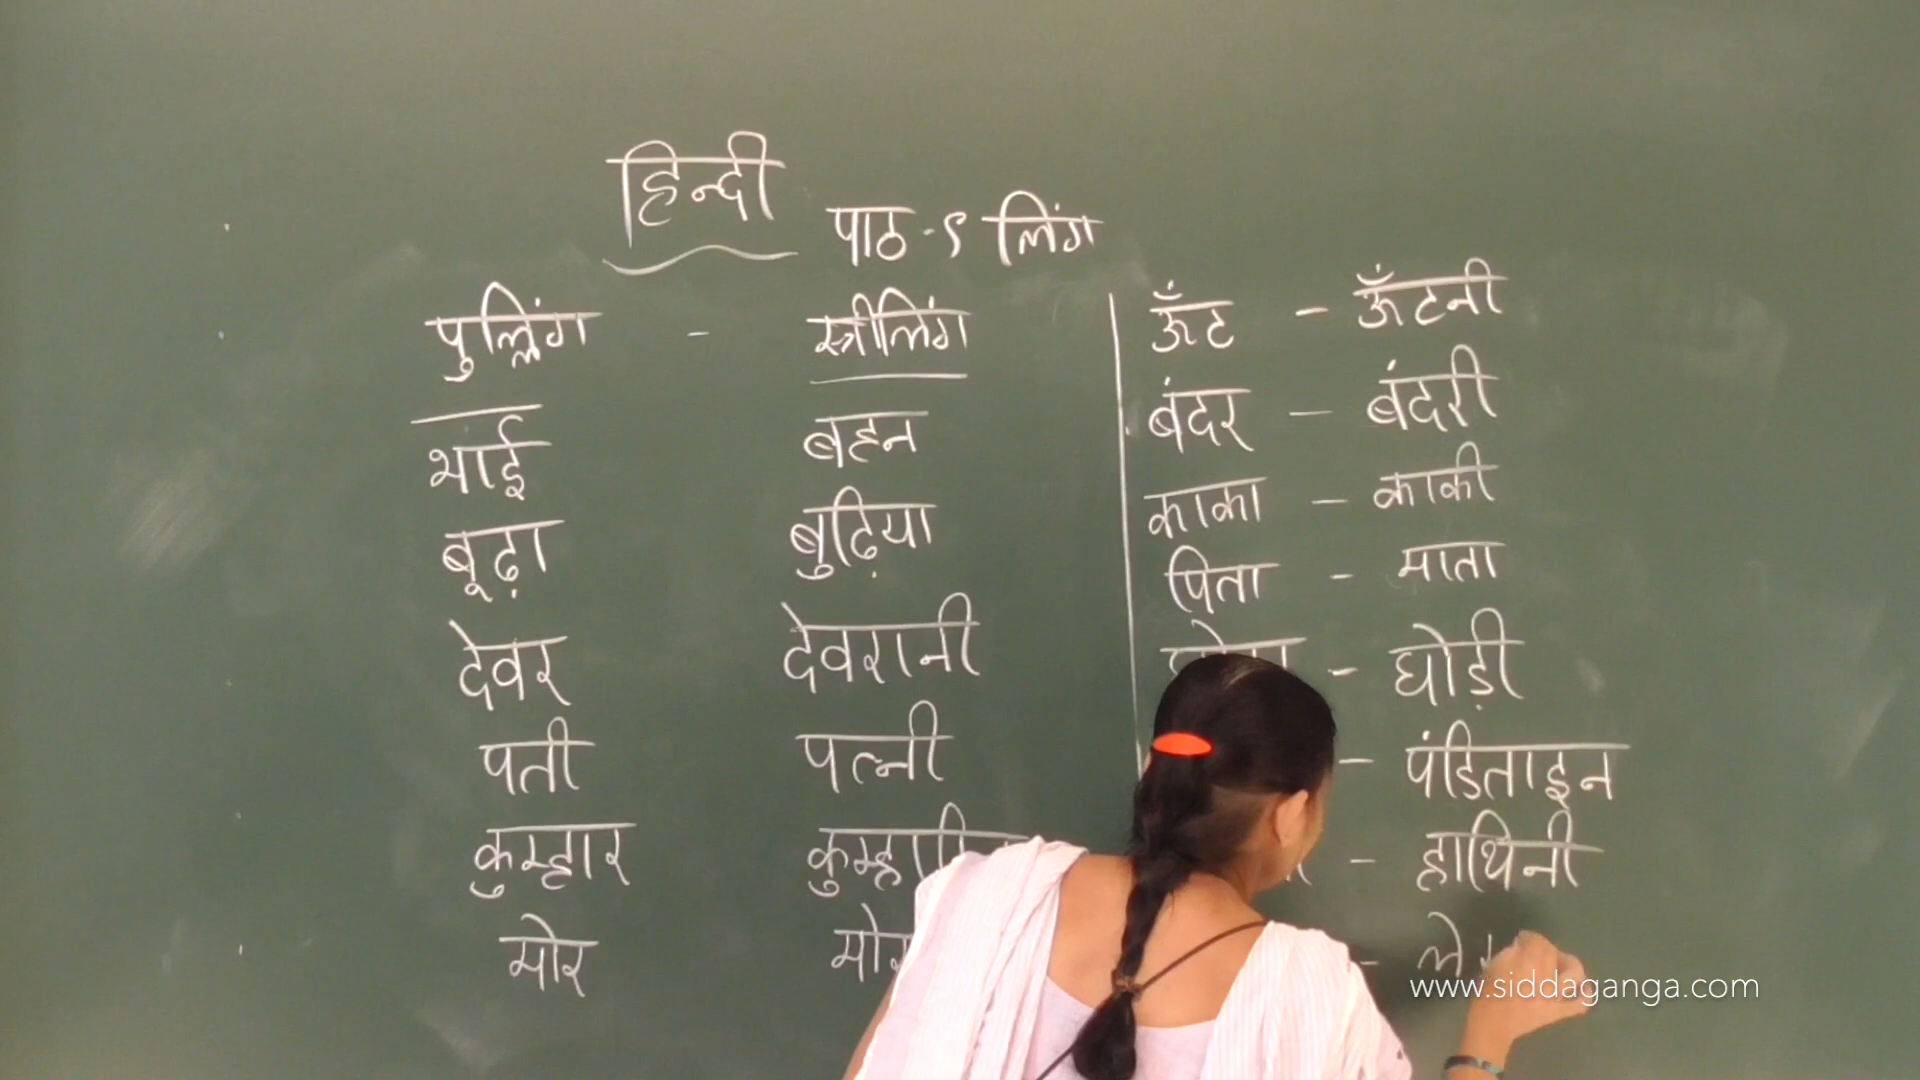 हिन्दी
पाठ - ९ लिंग
पुल्लिंग - स्त्रीलिंग
भाई बहन
बूढ़ा बुढ़िया
देवर देवरानी
पती पत्नी
कुम्हार
मोर
ऊँट - ऊँटनी
बंदर - बंदरी
काका - काकी
पिता - माता
- घोड़ी
- पंडिताइन
- हाथिनी
-
www.siddaganga.com